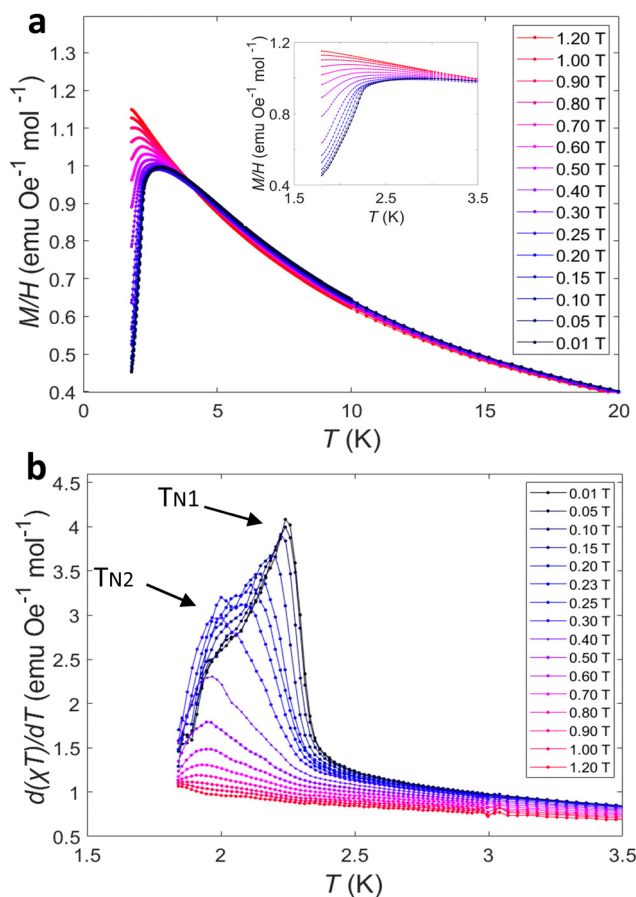 a
M/H (emu Oe⁻¹ mol⁻¹)
1.3
1.2
1.1
1
0.9
0.8
0.7
0.6
0.5
0.4
0
5
10
15
20
T (K)
M/H (emu Oe⁻¹ mol⁻¹)
1.2
1.0
0.4
1.5
2.5
3.5
T (K)
1.20 T
1.00 T
0.90 T
0.80 T
0.70 T
0.60 T
0.50 T
0.40 T
0.30 T
0.25 T
0.20 T
0.15 T
0.10 T
0.05 T
0.01 T
b
d(χT)/dT (emu Oe⁻¹ mol⁻¹)
4.5
4
3.5
3
2.5
2
1.5
1
0.5
1.5
2
2.5
3
3.5
T (K)
TN1
TN2
0.01 T
0.05 T
0.10 T
0.15 T
0.20 T
0.23 T
0.25 T
0.30 T
0.40 T
0.50 T
0.60 T
0.70 T
0.80 T
0.90 T
1.00 T
1.20 T